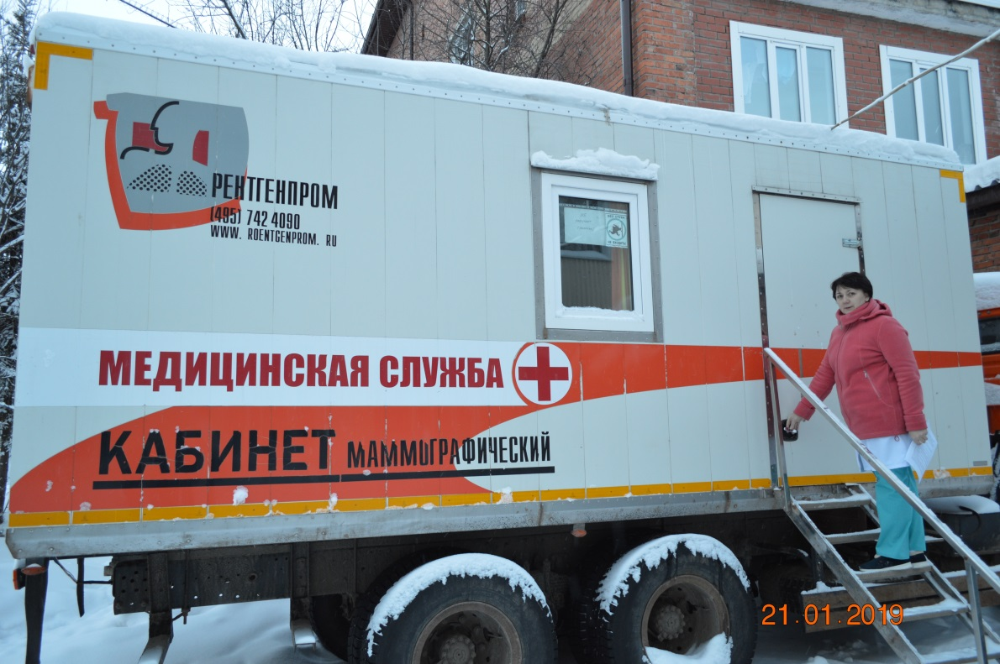 РЕНТГЕНПРОМ
(495) 742 4090
WWW. ROENTGENPROM. RU
МЕДИЦИНСКАЯ СЛУЖБА
КАБИНЕТ МАММОГРАФИЧЕСКИЙ
21.01.2019